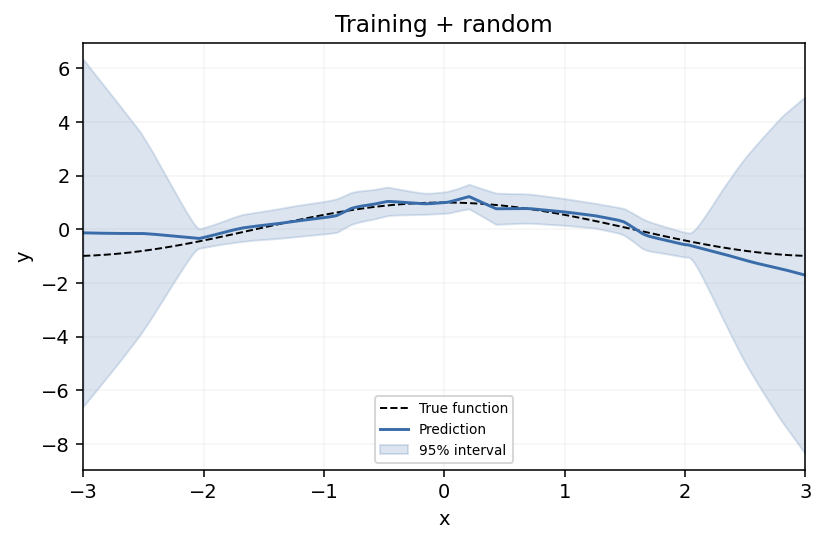 Training + random
6
4
2
0
−2
−4
−6
−8
y
True function
Prediction
95% interval
−3 −2 −1 0 1 2 3
x